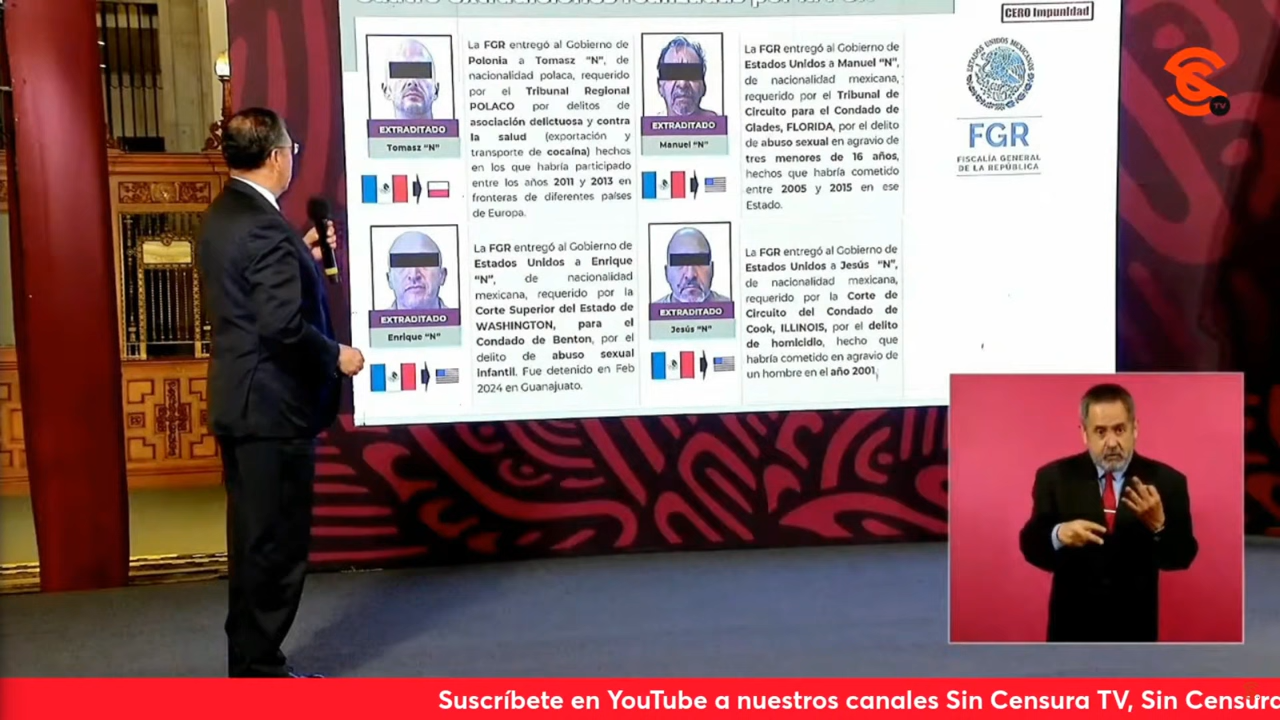 Cuatro extradiciones realizadas por la FGR
CERO Impunidad
La FGR entregó al Gobierno de
Polonia a Tomasz "N", de
nacionalidad polaca, requerido
por el Tribunal Regional
POLACO por delitos de
asociación delictuosa y contra
la salud (exportación y
transporte de cocaína) hechos
en los que habría participado
entre los años 2011 y 2013 en
fronteras de diferentes países
de Europa.
EXTRADITADO
Tomasz "N"
La FGR entregó al Gobierno de
Estados Unidos a Manuel "N",
de nacionalidad mexicana,
requerido por el Tribunal de
Circuito para el Condado de
Glades, FLORIDA, por el delito
de abuso sexual en agravio de
tres menores de 16 años,
hechos que habría cometido
entre 2005 y 2015 en ese
Estado.
EXTRADITADO
Manuel "N"
ESTADOS UNIDOS MEXICANOS
FGR
FISCALÍA GENERAL
DE LA REPÚBLICA
TV
La FGR entregó al Gobierno de
Estados Unidos a Enrique
"N", de nacionalidad
mexicana, requerido por la
Corte Superior del Estado de
WASHINGTON, para el
Condado de Benton, por el
delito de abuso sexual
infantil. Fue detenido en Feb
2024 en Guanajuato.
EXTRADITADO
Enrique "N"
La FGR entregó al Gobierno de
Estados Unidos a Jesús "N",
de nacionalidad mexicana,
requerido por la Corte de
Circuito del Condado de
Cook, ILLINOIS, por el delito
de homicidio, hecho que
habría cometido en agravio de
un hombre en el año 2001.
EXTRADITADO
Jesús "N"
Suscríbete en YouTube a nuestros canales Sin Censura TV, Sin Censura